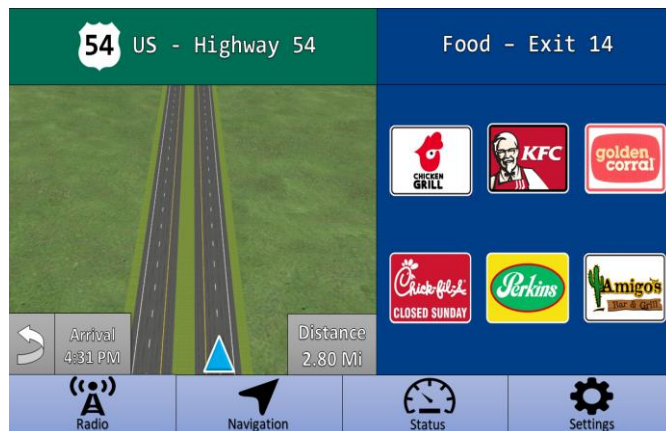 54 US - Highway 54
Food – Exit 14
CHICKEN
GRILL
KFC
golden
corral
Chick-fil-A
CLOSED SUNDAY
Perkins
Amigo's
Bar & Grill
Arrival
4:31 PM
Distance
2.80 Mi
Radio
Navigation
Status
Settings